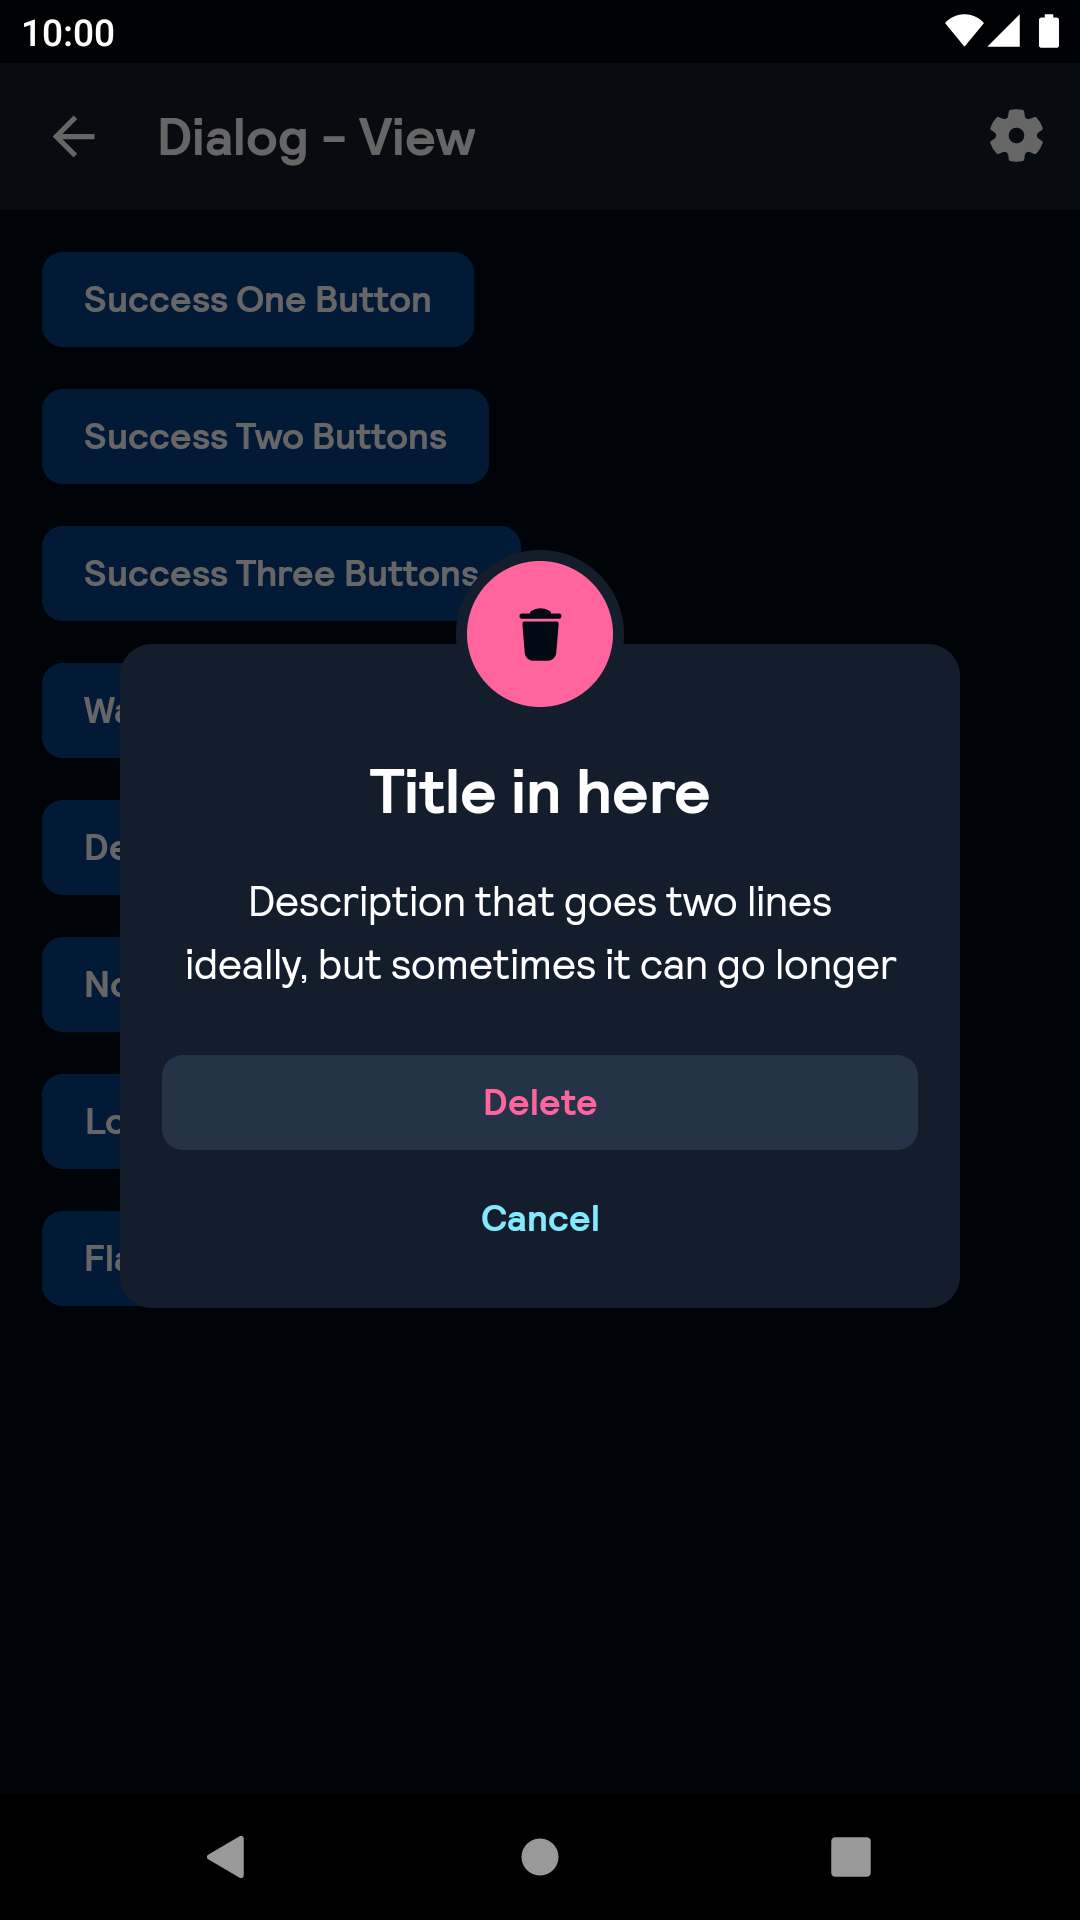 10:00
Dialog - View
Success One Button
Success Two Buttons
Success Three Buttons
Title in here
Description that goes two lines
ideally, but sometimes it can go longer
Delete
Cancel